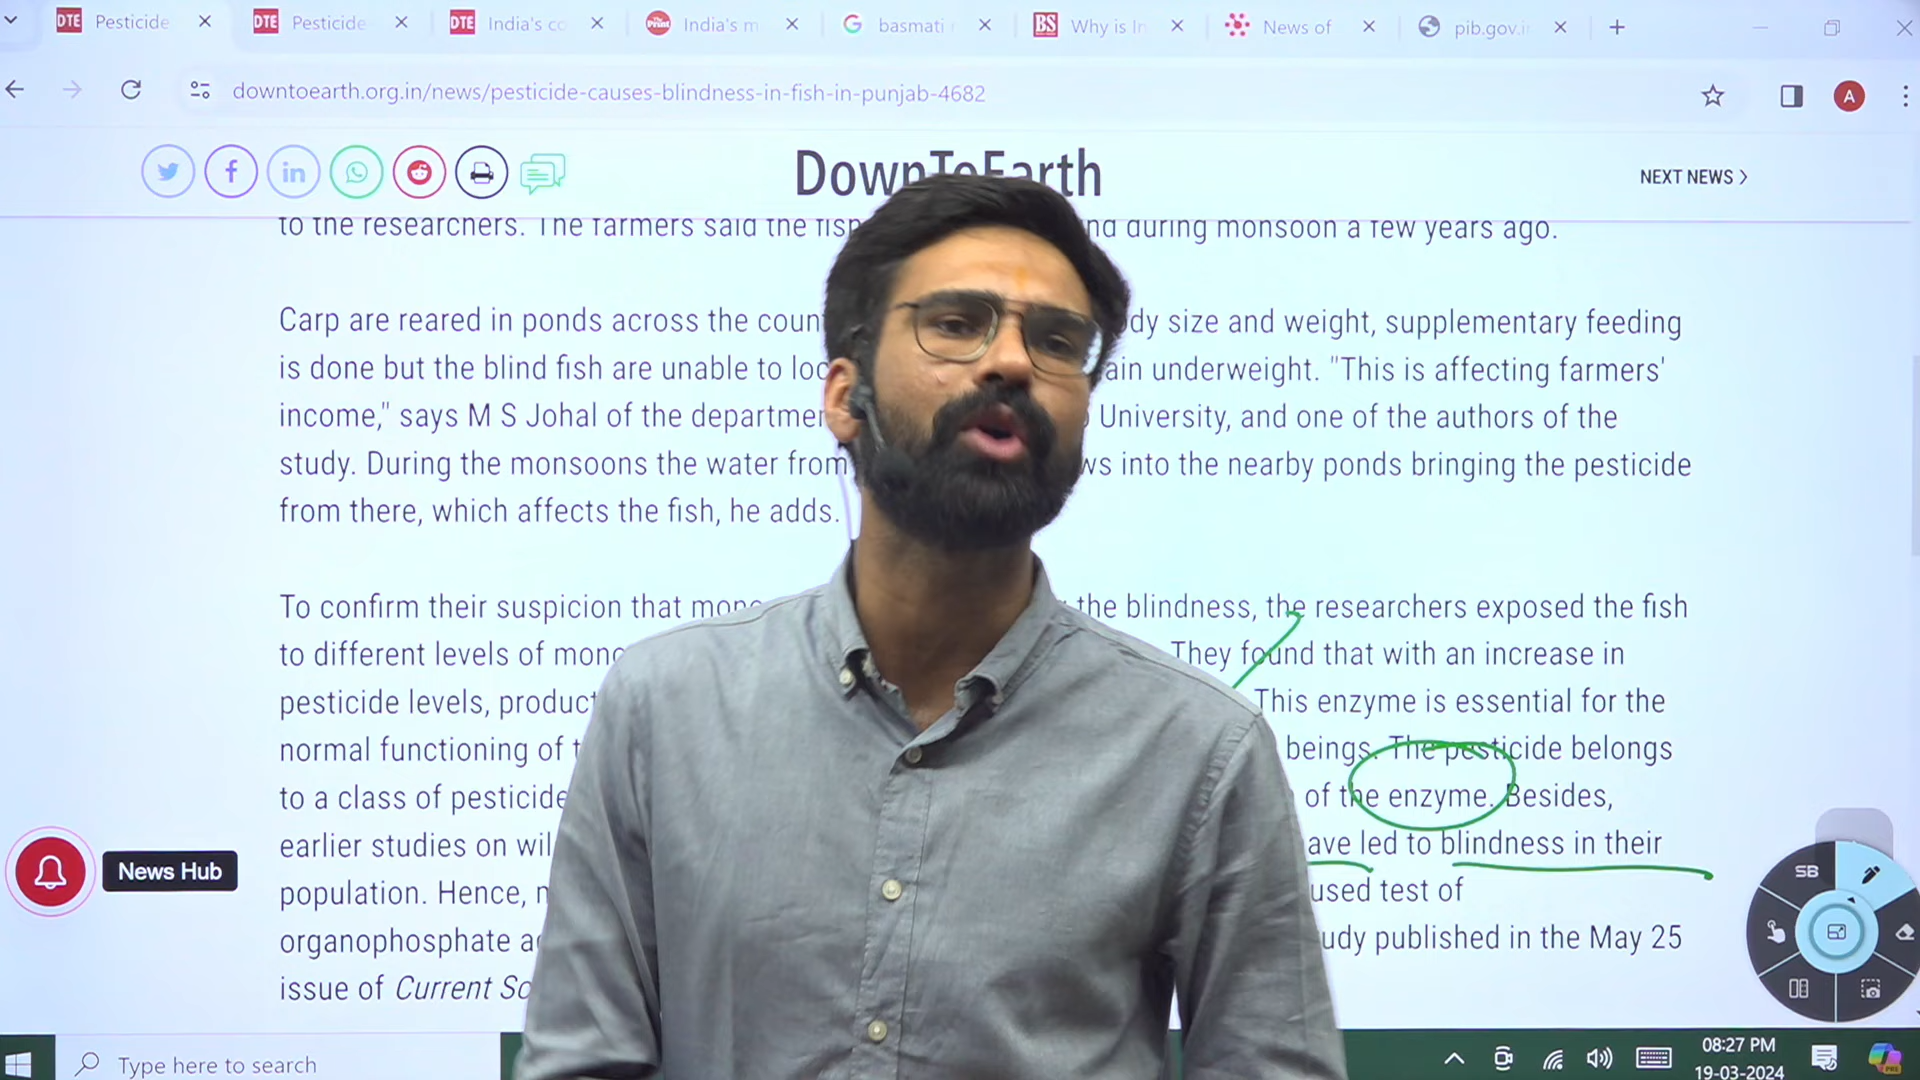 DTE Pesticide
DTE Pesticide
DTE India's co
The Print India's m
G basmati
BS Why is In
News of
pib.gov.i
downtoearth.org.in/news/pesticide-causes-blindness-in-fish-in-punjab-4682
A
DownToEarth
NEXT NEWS >
to the researchers. The farmers said the fish nd during monsoon a few years ago.
Carp are reared in ponds across the coun dy size and weight, supplementary feeding
is done but the blind fish are unable to loc ain underweight. "This is affecting farmers'
income," says M S Johal of the departmen University, and one of the authors of the
study. During the monsoons the water from ws into the nearby ponds bringing the pesticide
from there, which affects the fish, he adds.
To confirm their suspicion that mono the blindness, the researchers exposed the fish
to different levels of mono They found that with an increase in
pesticide levels, product This enzyme is essential for the
normal functioning of t beings. The pesticide belongs
to a class of pesticide of the enzyme. Besides,
earlier studies on wil ave led to blindness in their
population. Hence, used test of
organophosphate a udy published in the May 25
issue of Current Sc
News Hub
SB
Type here to search
08:27 PM
19-03-2024
PRE